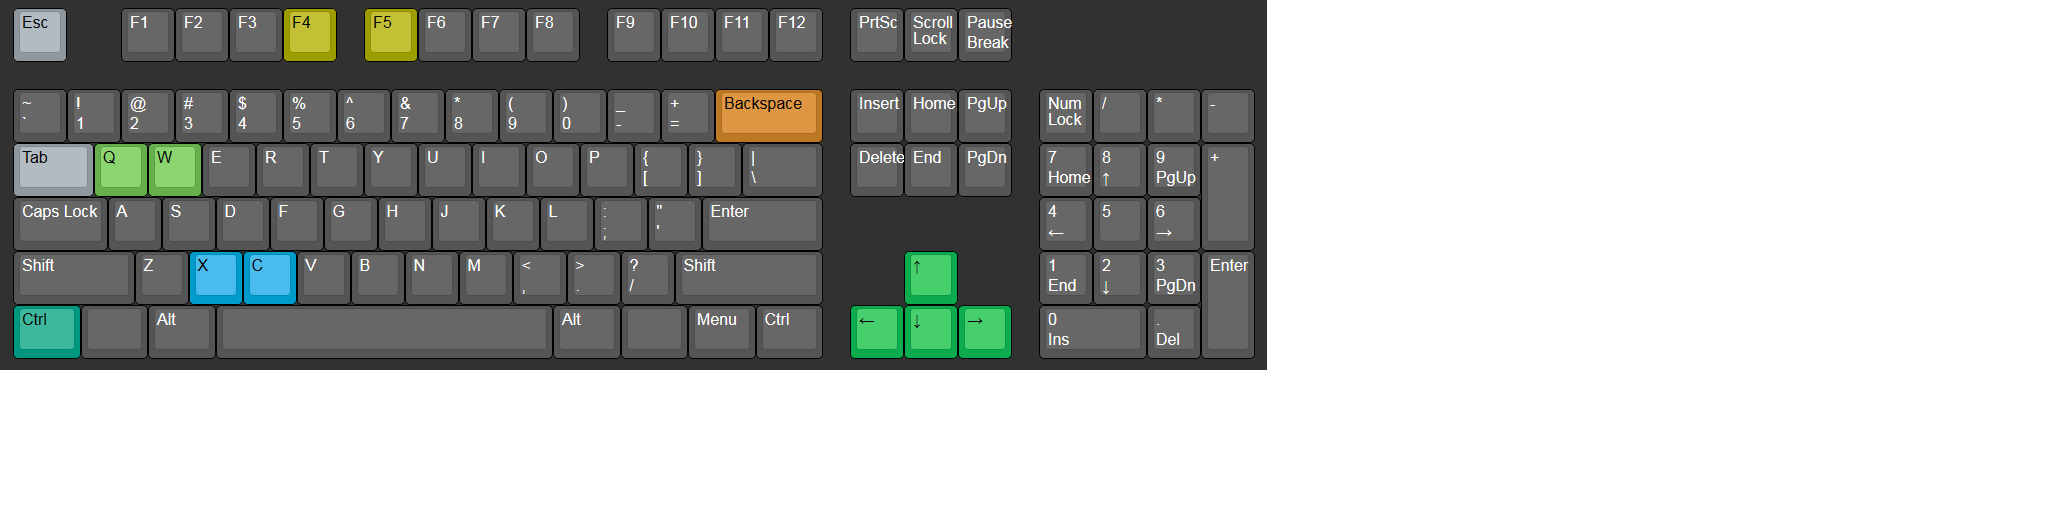 Esc F1 F2 F3 F4 F5 F6 F7 F8 F9 F10 F11 F12 PrtSc Scroll Pause
Lock Break
~ ! @ # $ % ^ & * ( ) _ + Backspace Insert Home PgUp Num / * -
` 1 2 3 4 5 6 7 8 9 0 - = Lock
Tab Q W E R T Y U I O P { } | Delete End PgDn 7 8 9 +
[ ] \ Home ↑ PgUp
Caps Lock A S D F G H J K L : " Enter 4 5 6
; ' ← →
Shift Z X C V B N M < > ? Shift ↑ 1 2 3 Enter
, . / End ↓ PgDn
Ctrl Alt Alt Menu Ctrl ← ↓ → 0 .
Ins Del